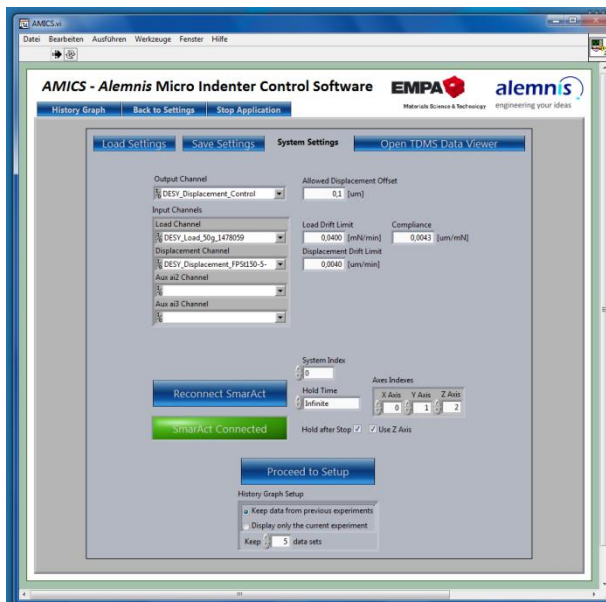 AMICS.vi
Datei Bearbeiten Ausführen Werkzeuge Fenster Hilfe
AMICS - Alemnis Micro Indenter Control Software
EMPA
Materials Science & Technology
alemnis
engineering your ideas
History Graph Back to Settings Stop Application
Load Settings Save Settings System Settings Open TDMS Data Viewer
Output Channel Allowed Displacement Offset
DESY_Displacement_Control 0,1 [um]
Input Channels
Load Channel Load Drift Limit Compliance
DESY_Load_50g_1478059 0,0400 [mN/min] 0,0043 [um/mN]
Displacement Channel Displacement Drift Limit
DESY_Displacement_FPSt150-5- 0,0040 [um/min]
Aux ai2 Channel
Aux ai3 Channel
System Index
0
Reconnect SmarAct Hold Time Axes Indexes
Infinite X Axis Y Axis Z Axis
0 1 2
SmarAct Connected Hold after Stop Use Z Axis
Proceed to Setup
History Graph Setup
Keep data from previous experiments
Display only the current experiment
Keep 5 data sets